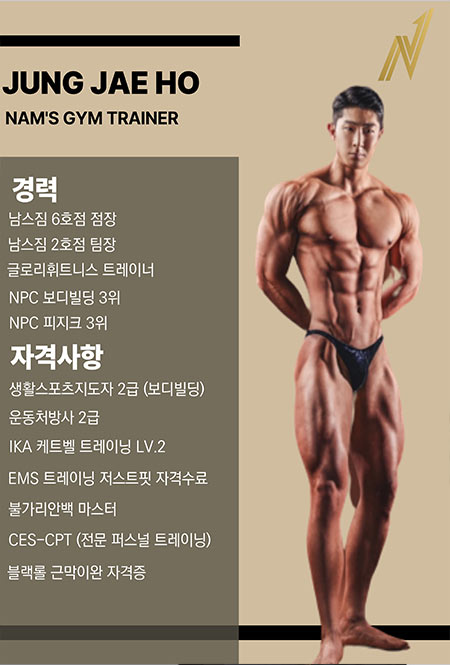 JUNG JAE HO
NAM'S GYM TRAINER
경력
남스짐 6호점 점장
남스짐 2호점 팀장
글로리휘트니스 트레이너
NPC 보디빌딩 3위
NPC 피지크 3위
자격사항
생활스포츠지도자 2급 (보디빌딩)
운동처방사 2급
IKA 케트벨 트레이닝 LV.2
EMS 트레이닝 저스트핏 자격수료
불가리안백 마스터
CES-CPT (전문 퍼스널 트레이닝)
블랙롤 근막이완 자격증